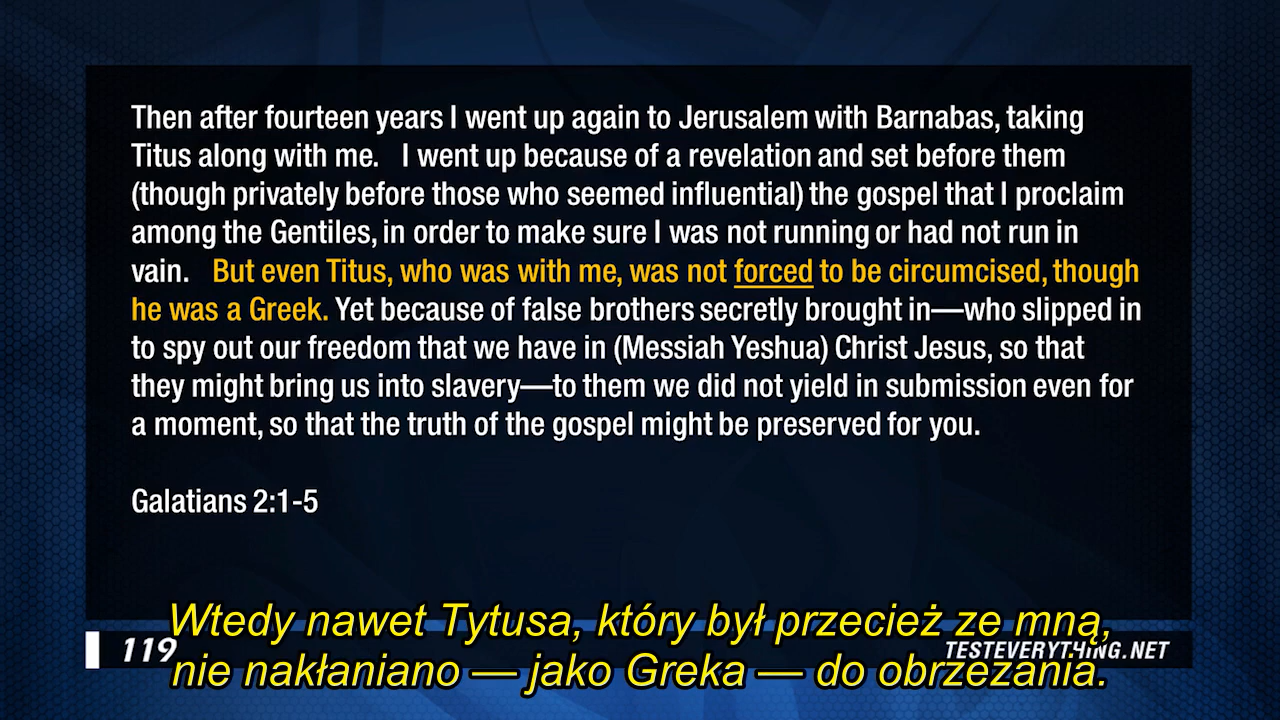 Then after fourteen years I went up again to Jerusalem with Barnabas, taking
Titus along with me. I went up because of a revelation and set before them
(though privately before those who seemed influential) the gospel that I proclaim
among the Gentiles, in order to make sure I was not running or had not run in
vain. But even Titus, who was with me, was not forced to be circumcised, though
he was a Greek. Yet because of false brothers secretly brought in—who slipped in
to spy out our freedom that we have in (Messiah Yeshua) Christ Jesus, so that
they might bring us into slavery—to them we did not yield in submission even for
a moment, so that the truth of the gospel might be preserved for you.
Galatians 2:1-5
Wtedy nawet Tytusa, który był przecież ze mną,
119
TESTEVERYTHING.NET
nie nakłaniano — jako Greka — do obrzezania.